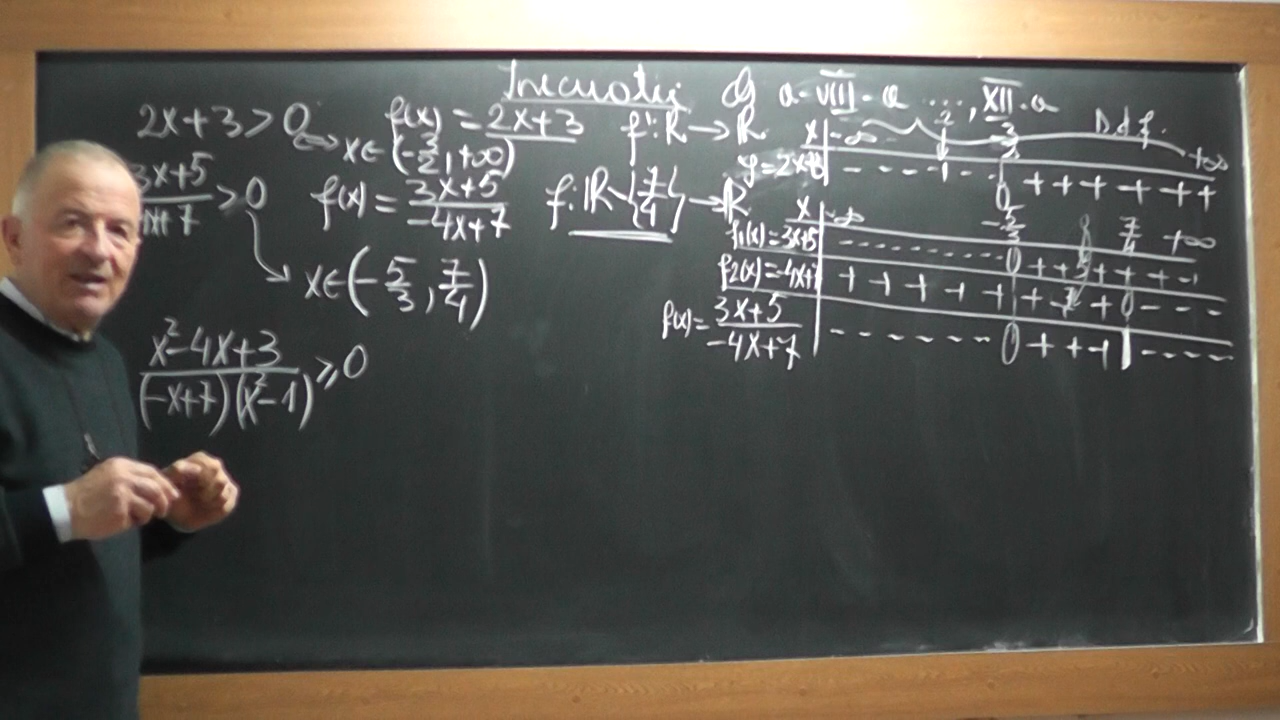 Inecuatii
a-VIII-a ...., XII-a
2x+3>0 f(x)=2x+3 f:R→R
⇔ x∈(-3/2,+∞)
3x+5/-4x+7 >0 f(x)=3x+5/-4x+7 f:R-{7/4}→R
x∈(-5/3,7/4)
x²-4x+3/(-x+7)(x²-1) ≥0
x -∞ -2 -3/2 +∞
y=2x+3 - - - - - - 0 + + + + + +
x -∞ -5/3 7/4 +∞
f1(x)=3x+5 - - - - - - - 0 + + + + + +
f2(x)=-4x+7 + + + + + + + + 0 - - -
f(x)=3x+5/-4x+7 - - - - - - - 0 + + + | - - - - -